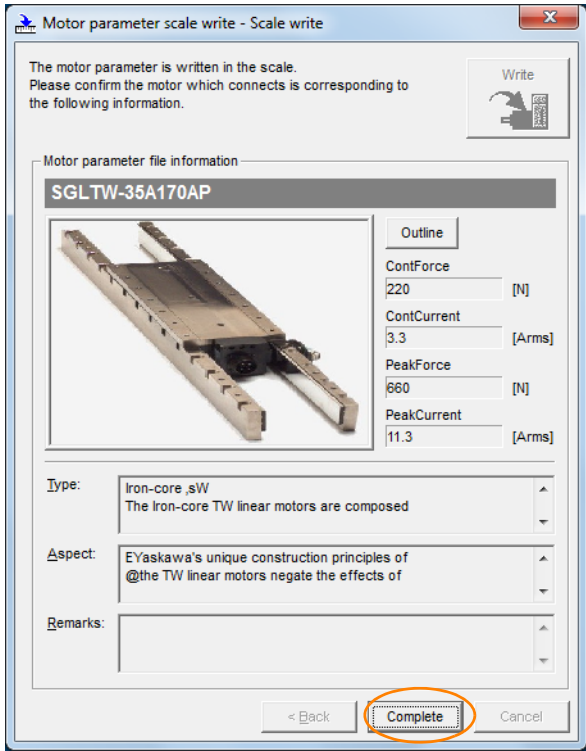 Motor parameter scale write - Scale write
The motor parameter is written in the scale.
Please confirm the motor which connects is corresponding to
the following information.
Write
Motor parameter file information
SGLTW-35A170AP
Outline
ContForce
220 [N]
ContCurrent
3.3 [Arms]
PeakForce
660 [N]
PeakCurrent
11.3 [Arms]
Type:
Iron-core ,sW
The Iron-core TW linear motors are composed
Aspect:
EYaskawa's unique construction principles of
@the TW linear motors negate the effects of
Remarks:
< Back
Complete
Cancel